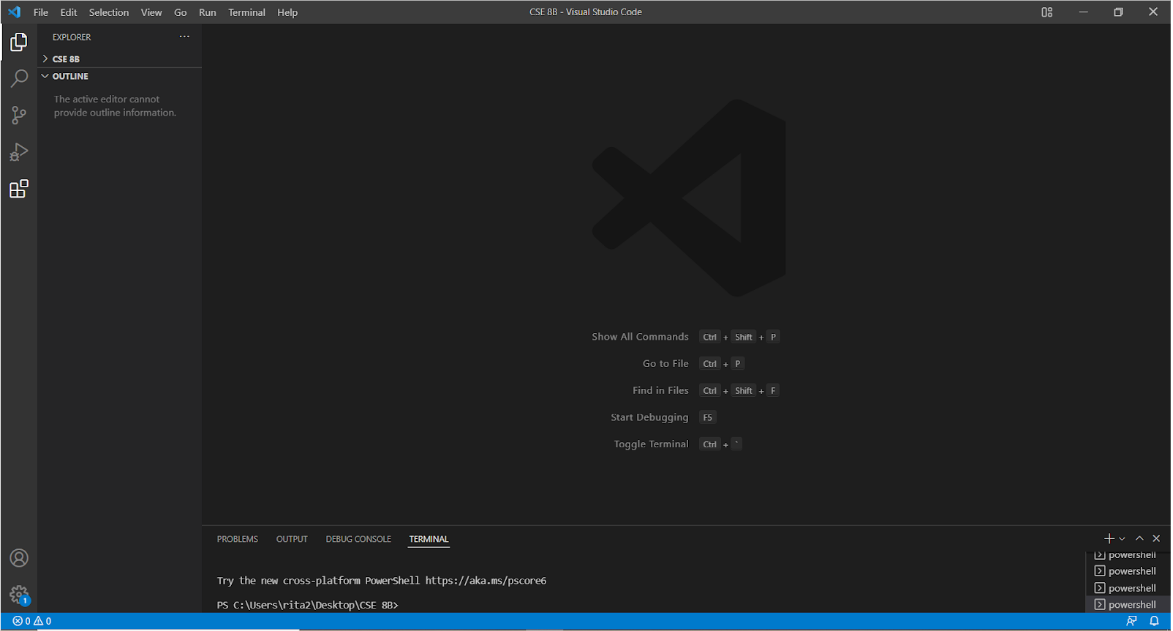 File Edit Selection View Go Run Terminal Help
CSE 8B - Visual Studio Code
EXPLORER
CSE 8B
OUTLINE
The active editor cannot
provide outline information.
Show All Commands Ctrl + Shift + P
Go to File Ctrl + P
Find in Files Ctrl + Shift + F
Start Debugging F5
Toggle Terminal Ctrl + `
PROBLEMS OUTPUT DEBUG CONSOLE TERMINAL
Try the new cross-platform PowerShell https://aka.ms/pscore6
PS C:\Users\rita2\Desktop\CSE 8B>
powershell
powershell
powershell
powershell
1
0 0